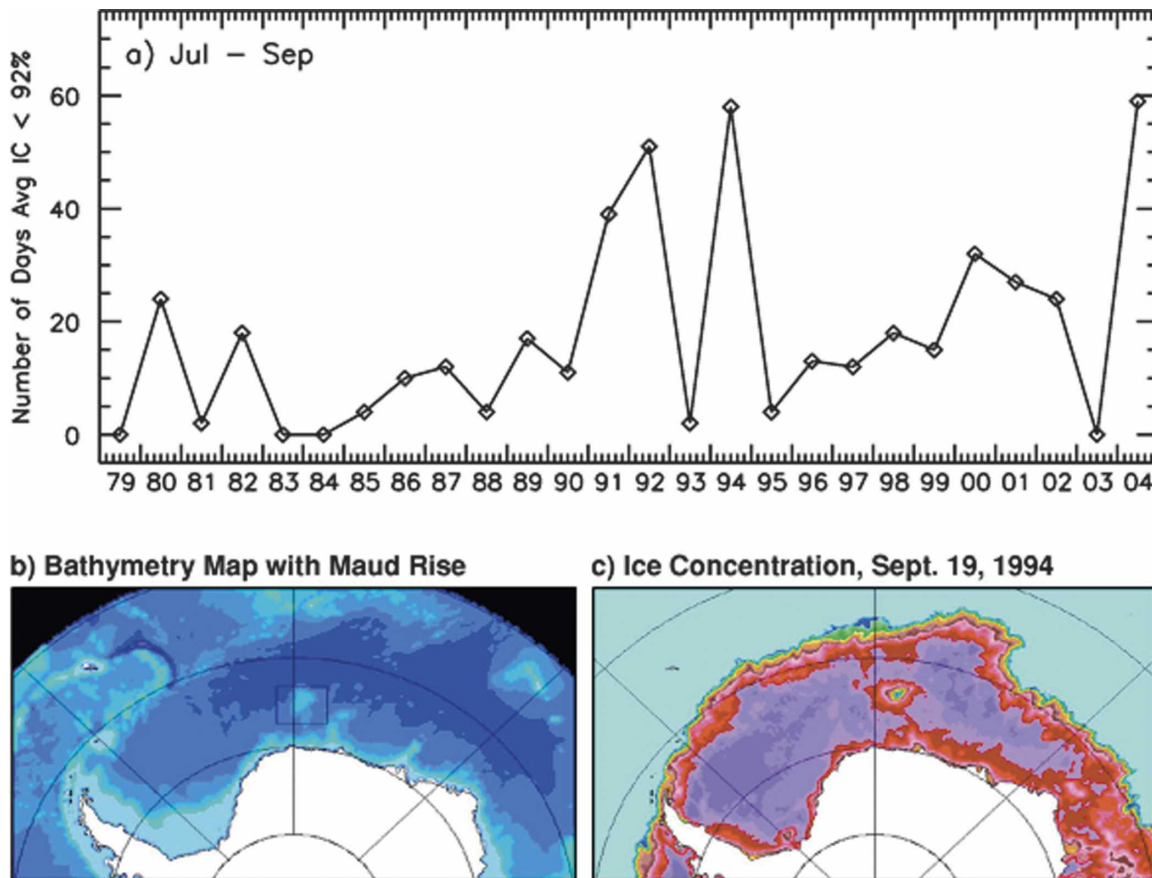 a) Jul – Sep
Number of Days Avg IC < 92%
60
40
20
0
79 80 81 82 83 84 85 86 87 88 89 90 91 92 93 94 95 96 97 98 99 00 01 02 03 04
b) Bathymetry Map with Maud Rise
c) Ice Concentration, Sept. 19, 1994